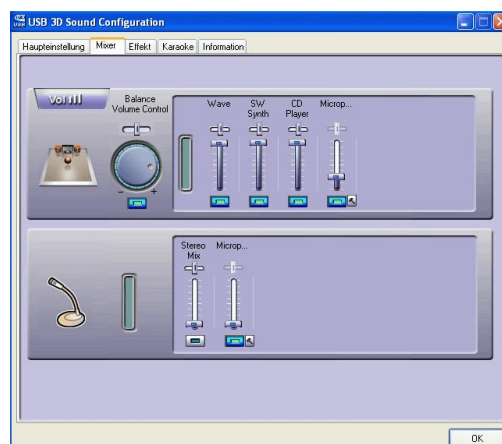 USB 3D Sound Configuration
Haupteinstellung Mixer Effekt Karaoke Information
Vol
Balance
Volume Control
Wave SW Synth CD Player Microp...
Stereo Mix Microp...
OK